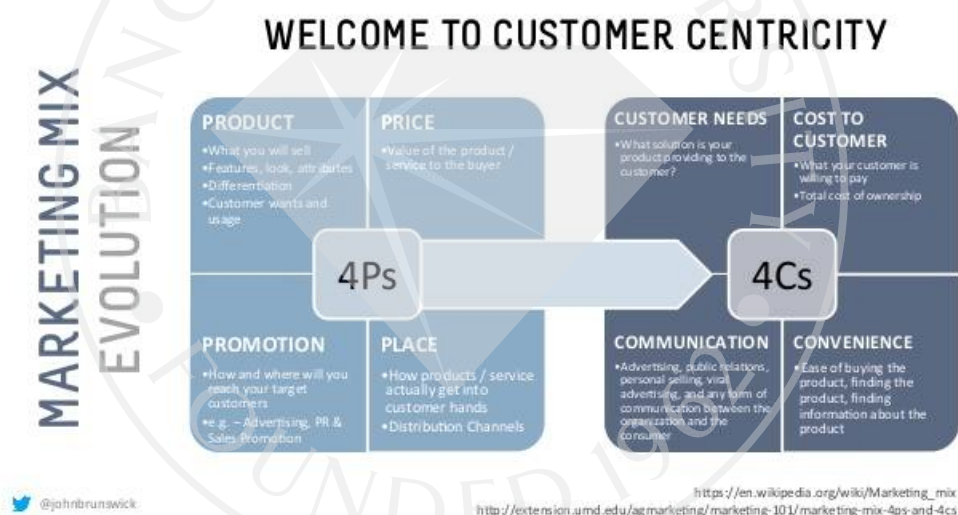 WELCOME TO CUSTOMER CENTRICITY
MARKETING MIX
EVOLUTION
PRODUCT
•What you will sell
•Features, look, attributes
•Differentiation
•Customer wants and
usage
PRICE
•Value of the product /
service to the buyer
4Ps
PROMOTION
•How and where will you
reach your target
customers
•e.g. – Advertising, PR &
Sales Promotion
PLACE
•How products / service
actually get into
customer hands
•Distribution Channels
CUSTOMER NEEDS
•What solution is your
product providing to the
customer?
COST TO
CUSTOMER
•What your customer is
willing to pay
•Total cost of ownership
4Cs
COMMUNICATION
•Advertising, public relations,
personal selling, viral
advertising, and any form of
communication between the
organization and the
consumer
CONVENIENCE
•Ease of buying the
product, finding the
product, finding
information about the
product
@johnbrunswick
https://en.wikipedia.org/wiki/Marketing_mix
http://extension.umd.edu/agmarketing/marketing-101/marketing-mix-4ps-and-4cs
FOUNDED 1962